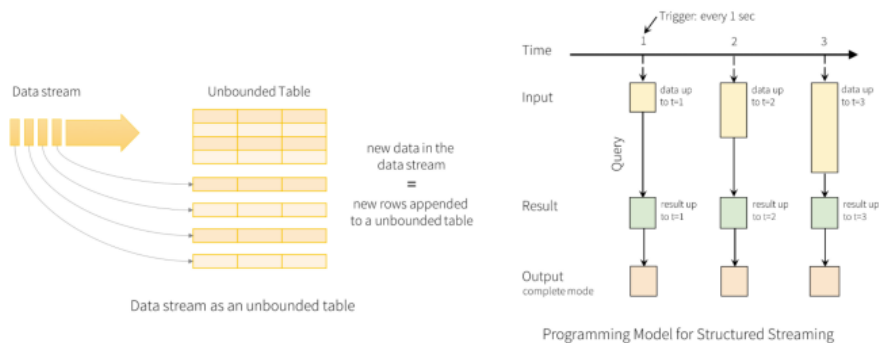 Data stream
Unbounded Table
new data in the
data stream
=
new rows appended
to a unbounded table
Data stream as an unbounded table
Trigger: every 1 sec
Time
1
2
3
Input
data up
to t=1
data up
to t=2
data up
to t=3
Query
Result
result up
to t=1
result up
to t=2
result up
to t=3
Output
complete mode
Programming Model for Structured Streaming